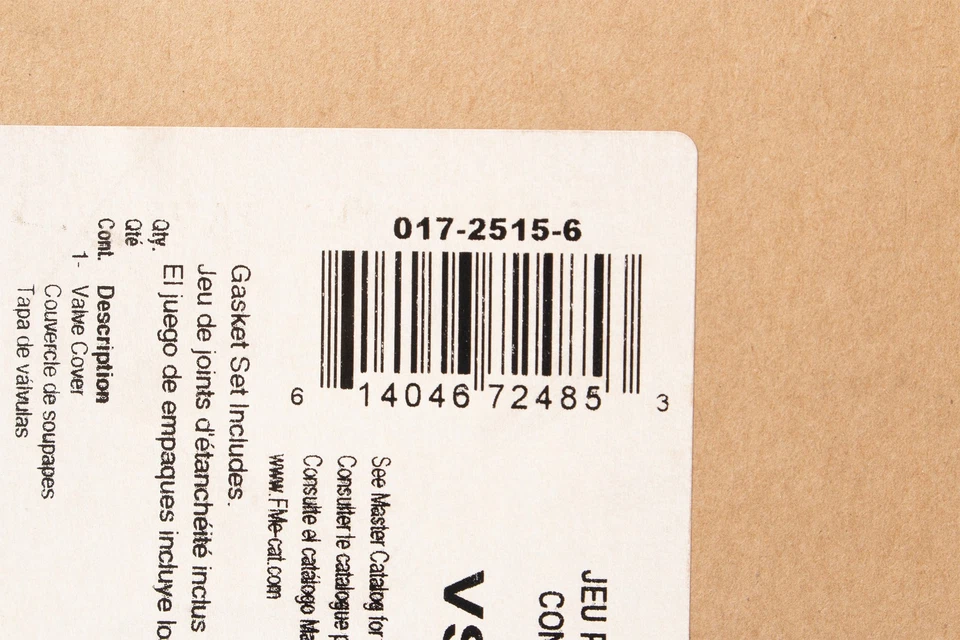 017-2515-6
6 14046 72485 3
JEU
VS
See Master Catalog for
Consulter le catalogue
Consulte el catálogo
www.FMe-cat.com
Gasket Set Includes.
Jeu de joints d'étanchéité inclus
El juego de empaques incluye
Qty.
Qté
Cont. Description
1- Valve Cover
Couvercle de soupapes
Tapa de válvulas